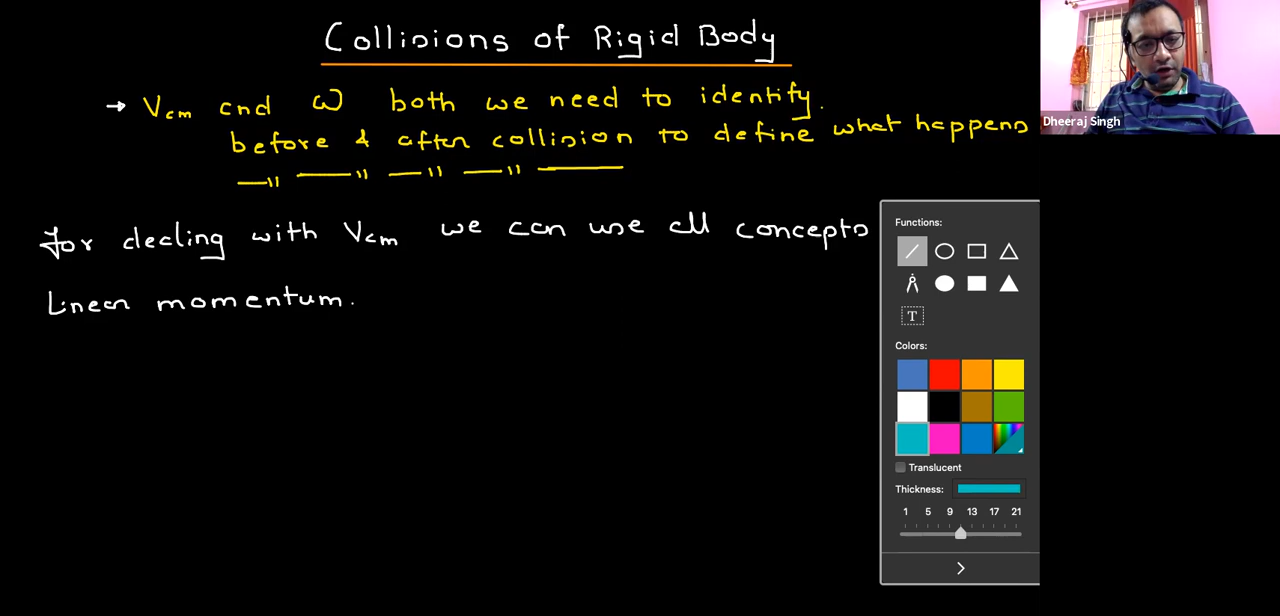 Collisions of Rigid Body
→ Vcm and ω both we need to identify.
before & after collision to define what happens
for dealing with Vcm we can use all concepts
Linear momentum.
Dheeraj Singh
Functions:
T
Colors:
Translucent
Thickness:
1 5 9 13 17 21